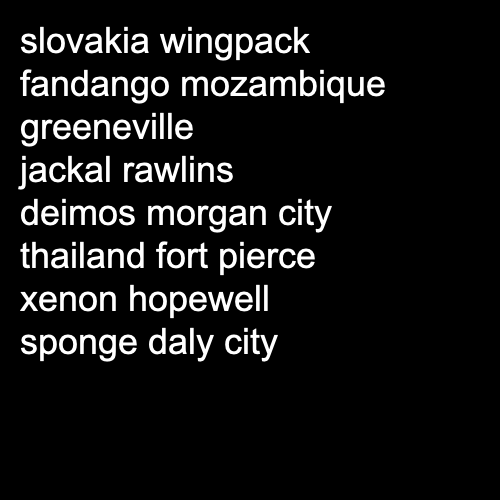 slovakia wingpack
fandango mozambique
greeneville
jackal rawlins
deimos morgan city
thailand fort pierce
xenon hopewell
sponge daly city